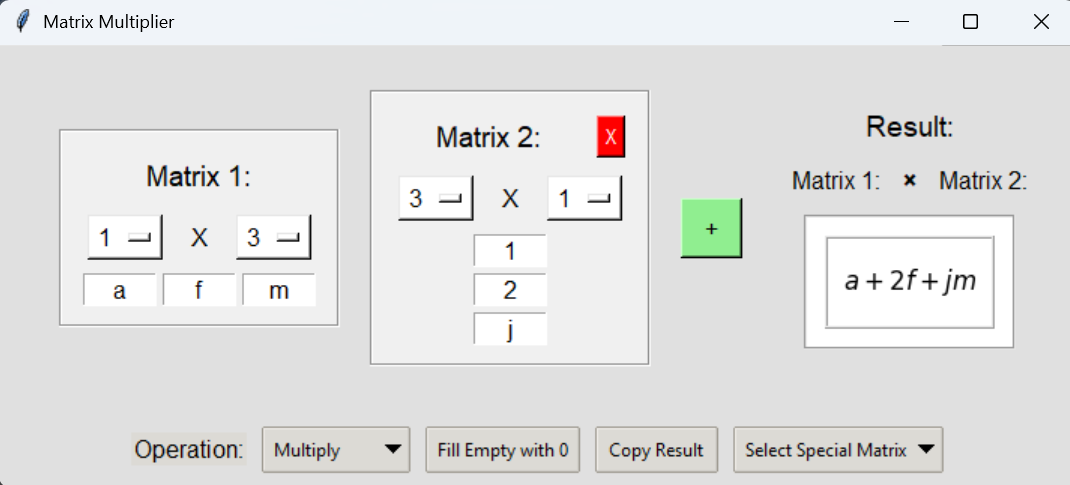 Matrix Multiplier
Matrix 1:
1 X 3
a f m
Matrix 2: X
3 X 1
1
2
j
+
Result:
Matrix 1: × Matrix 2:
a + 2f + jm
Operation: Multiply Fill Empty with 0 Copy Result Select Special Matrix